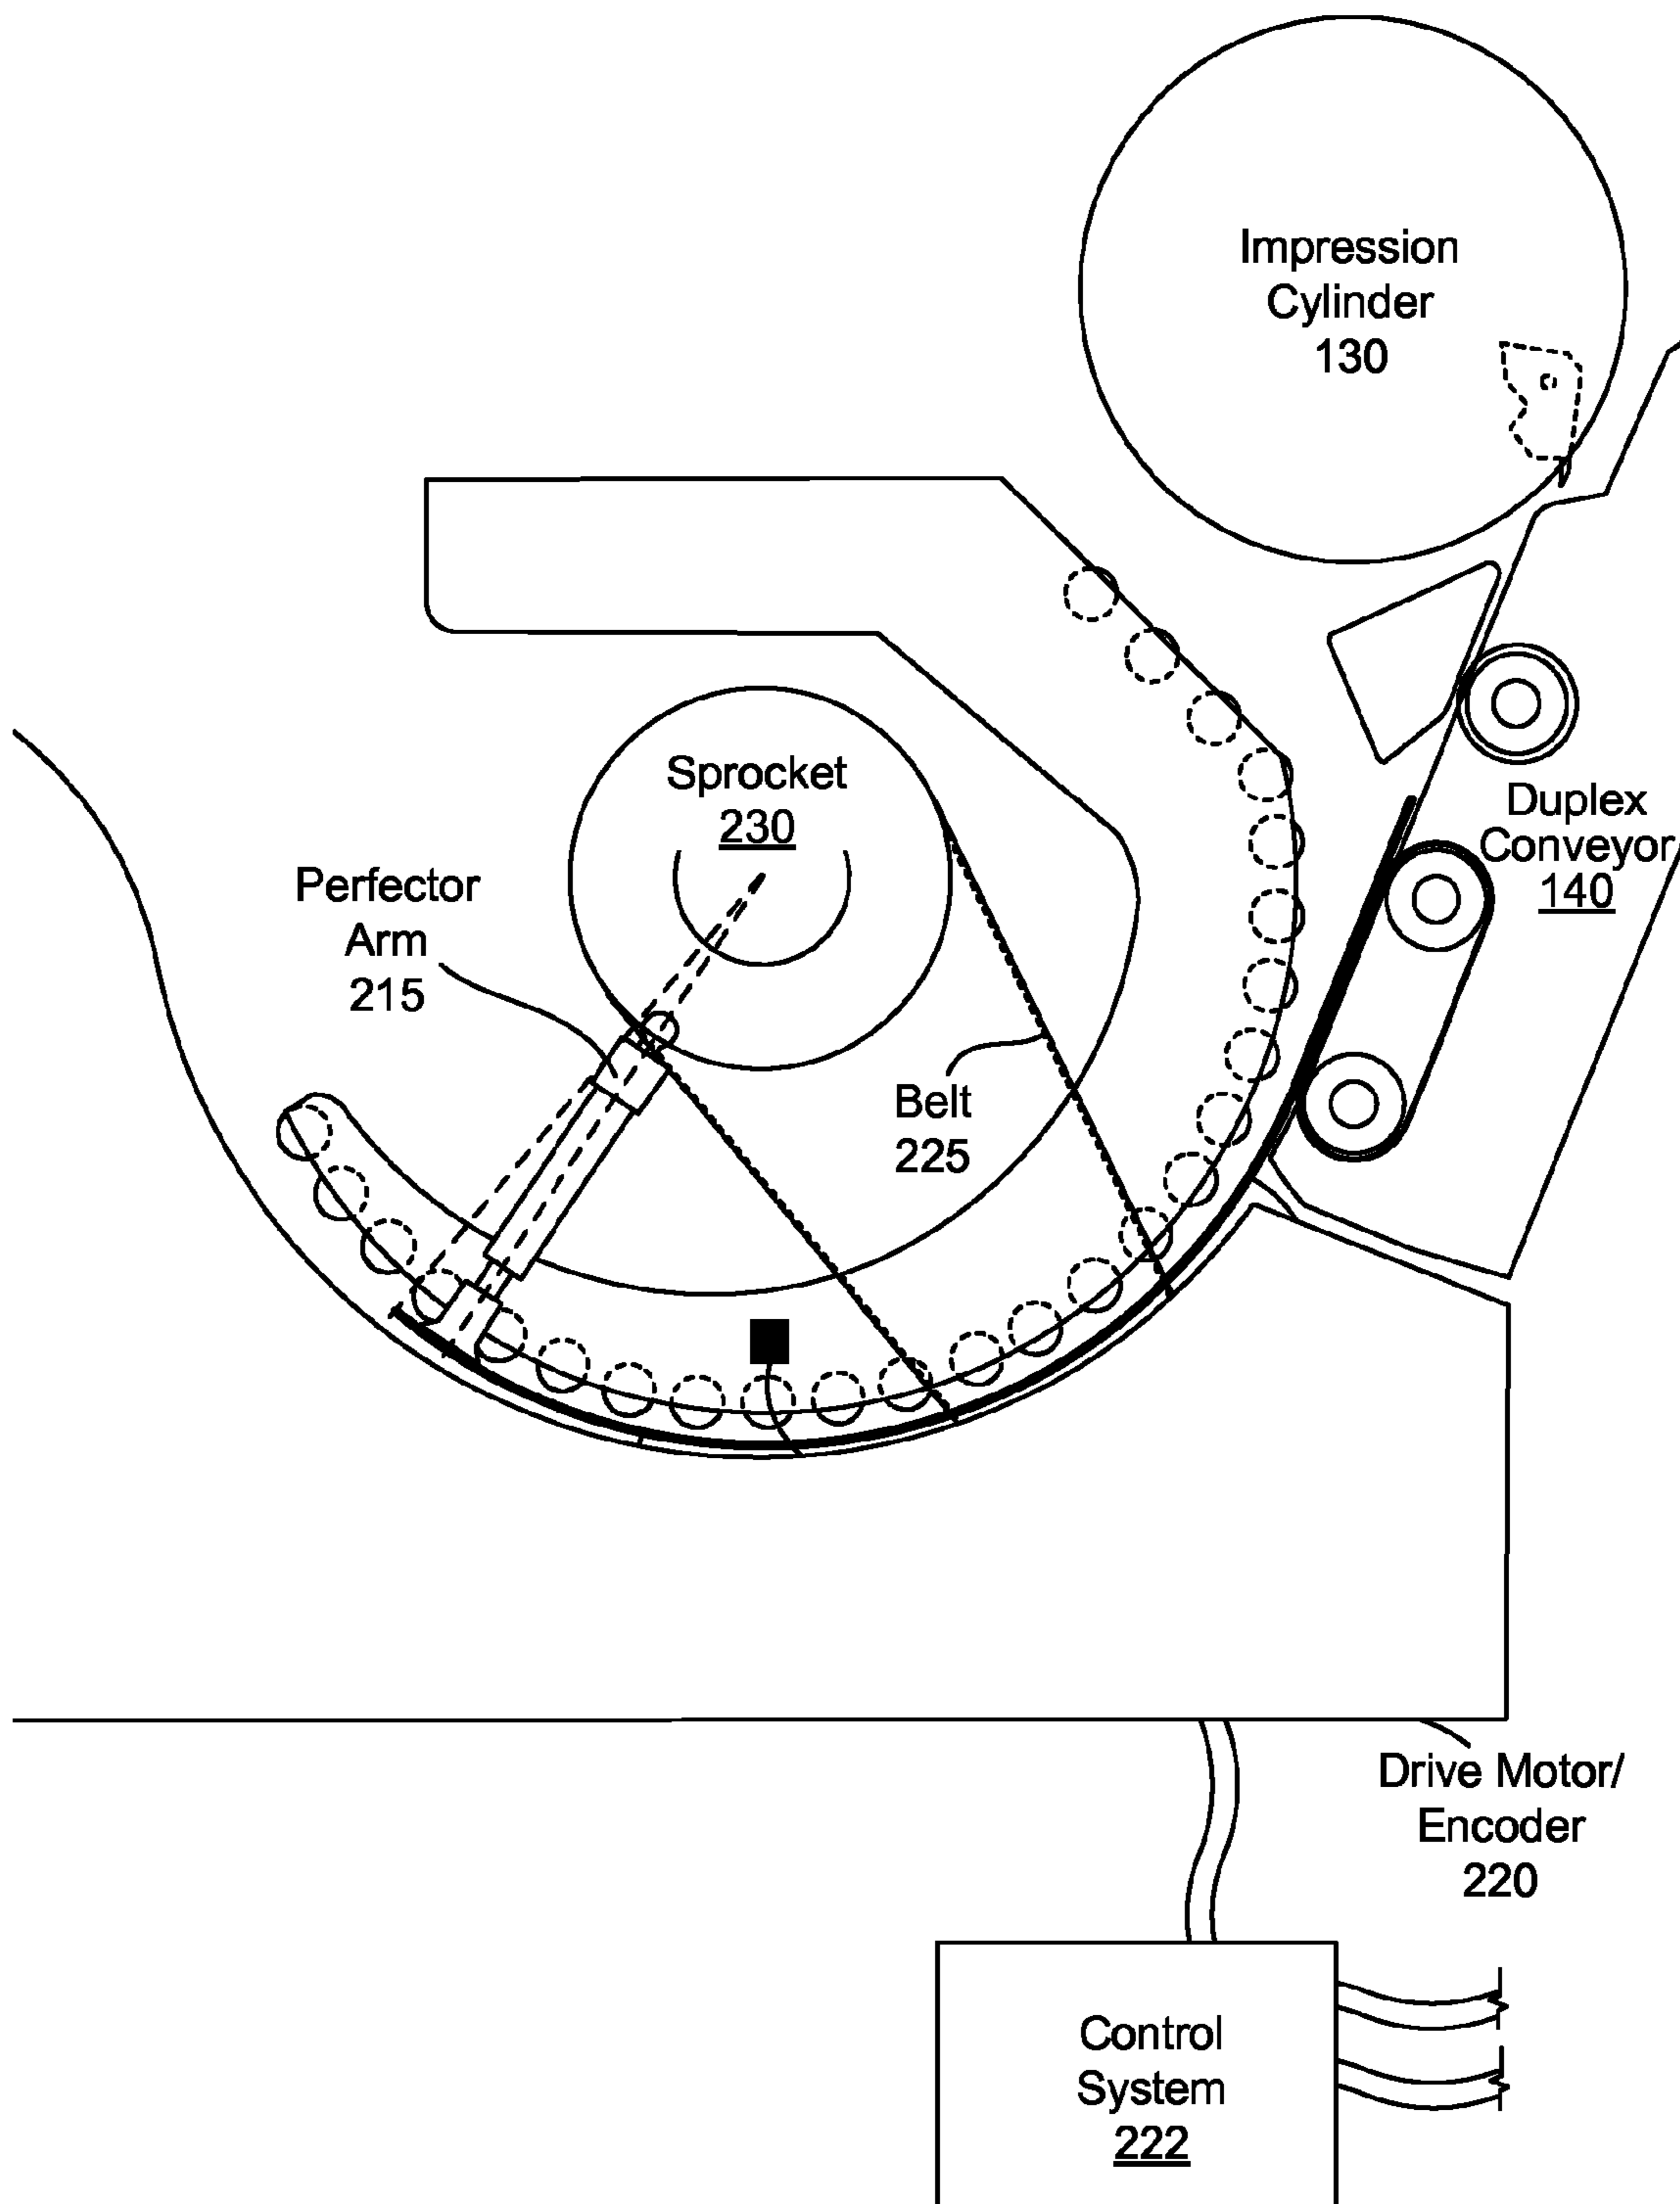 Impression
Cylinder
130
Sprocket
230
Duplex
Conveyor
140
Perfector
Arm
215
Belt
225
Drive Motor/
Encoder
220
Control
System
222